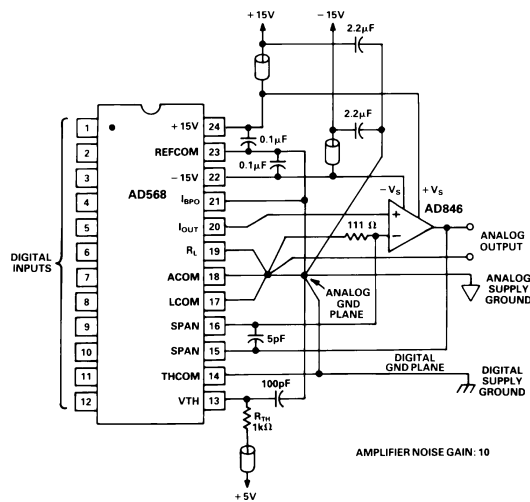 +15V
−15V
2.2μF
2.2μF
1
2
3
4
5
6
7
8
9
10
11
12
DIGITAL
INPUTS
AD568
+15V
REFCOM
−15V
IBPO
IOUT
RL
ACOM
LCOM
SPAN
SPAN
THCOM
VTH
24
23
22
21
20
19
18
17
16
15
14
13
0.1μF
0.1μF
−VS
+VS
AD846
111 Ω
+
−
ANALOG
OUTPUT
ANALOG
GND
PLANE
ANALOG
SUPPLY
GROUND
5pF
DIGITAL
GND PLANE
DIGITAL
SUPPLY
GROUND
100pF
RTH
1kΩ
+5V
AMPLIFIER NOISE GAIN: 10